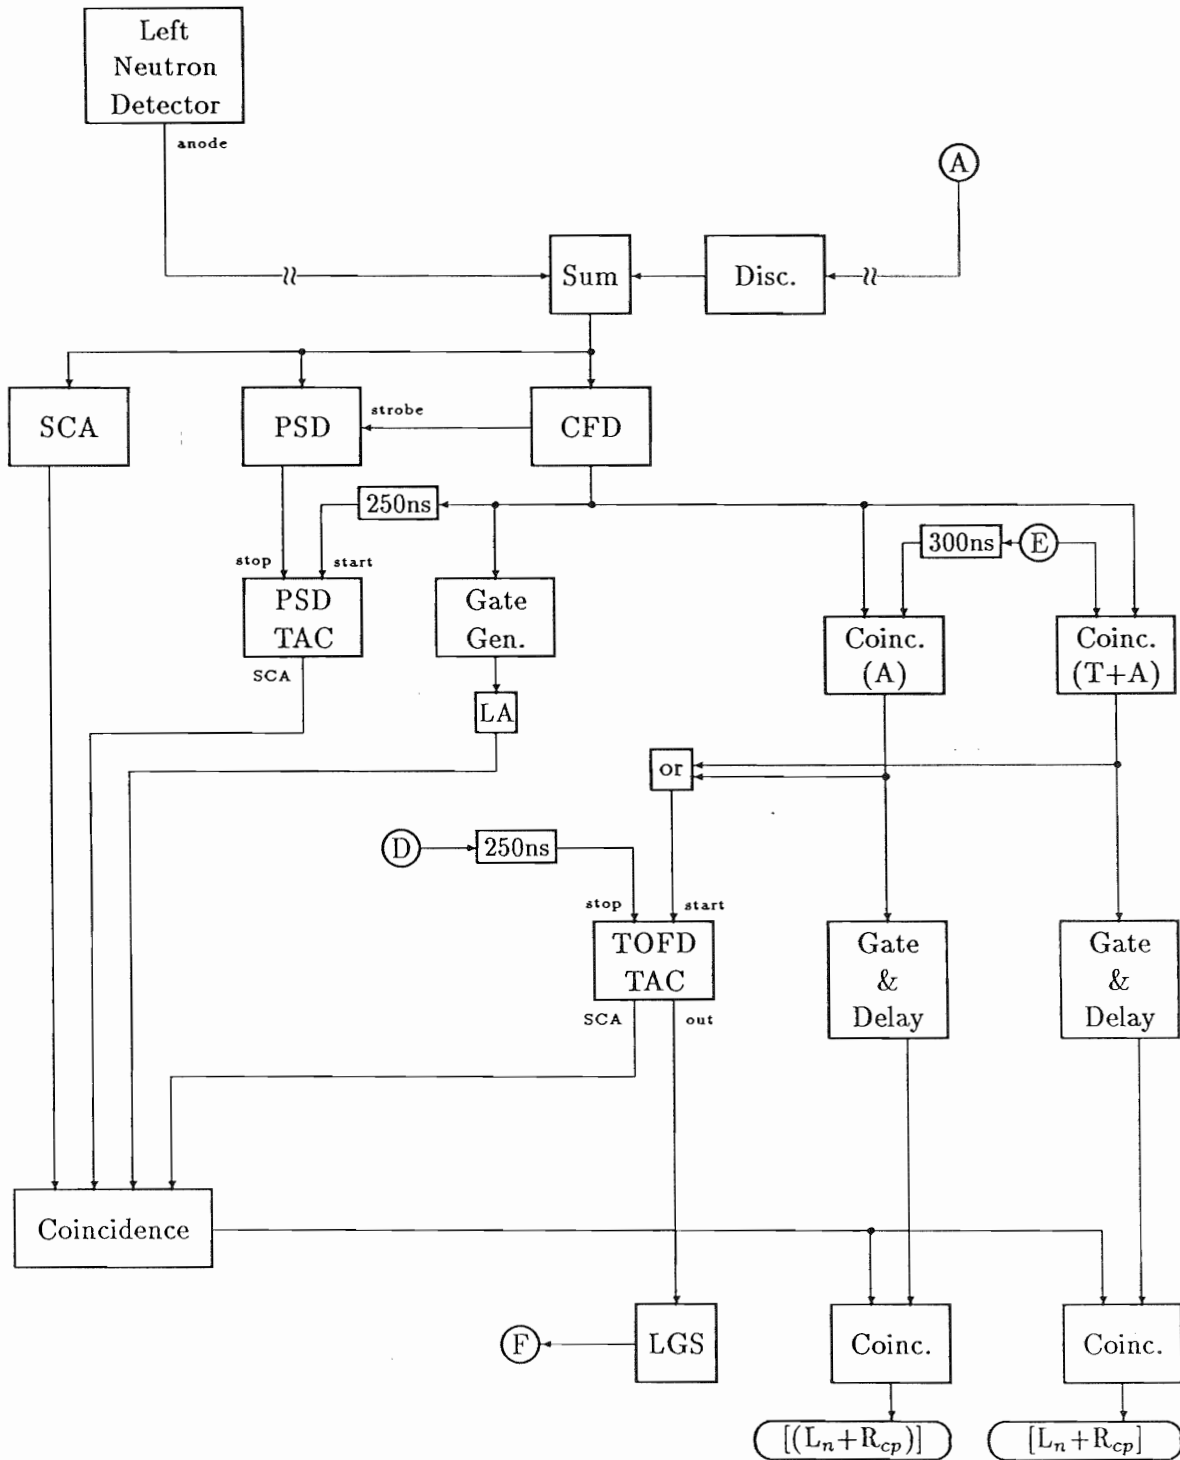 Left
Neutron
Detector
anode
A
Sum
Disc.
SCA
PSD
strobe
CFD
250ns
300ns
E
stop
start
PSD
TAC
Gate
Gen.
Coinc.
(A)
Coinc.
(T+A)
SCA
LA
or
D
250ns
stop
start
TOFD
TAC
Gate
&
Delay
Gate
&
Delay
SCA
out
Coincidence
F
LGS
Coinc.
Coinc.
[(Lₙ+R_cp)]
[Lₙ+R_cp]